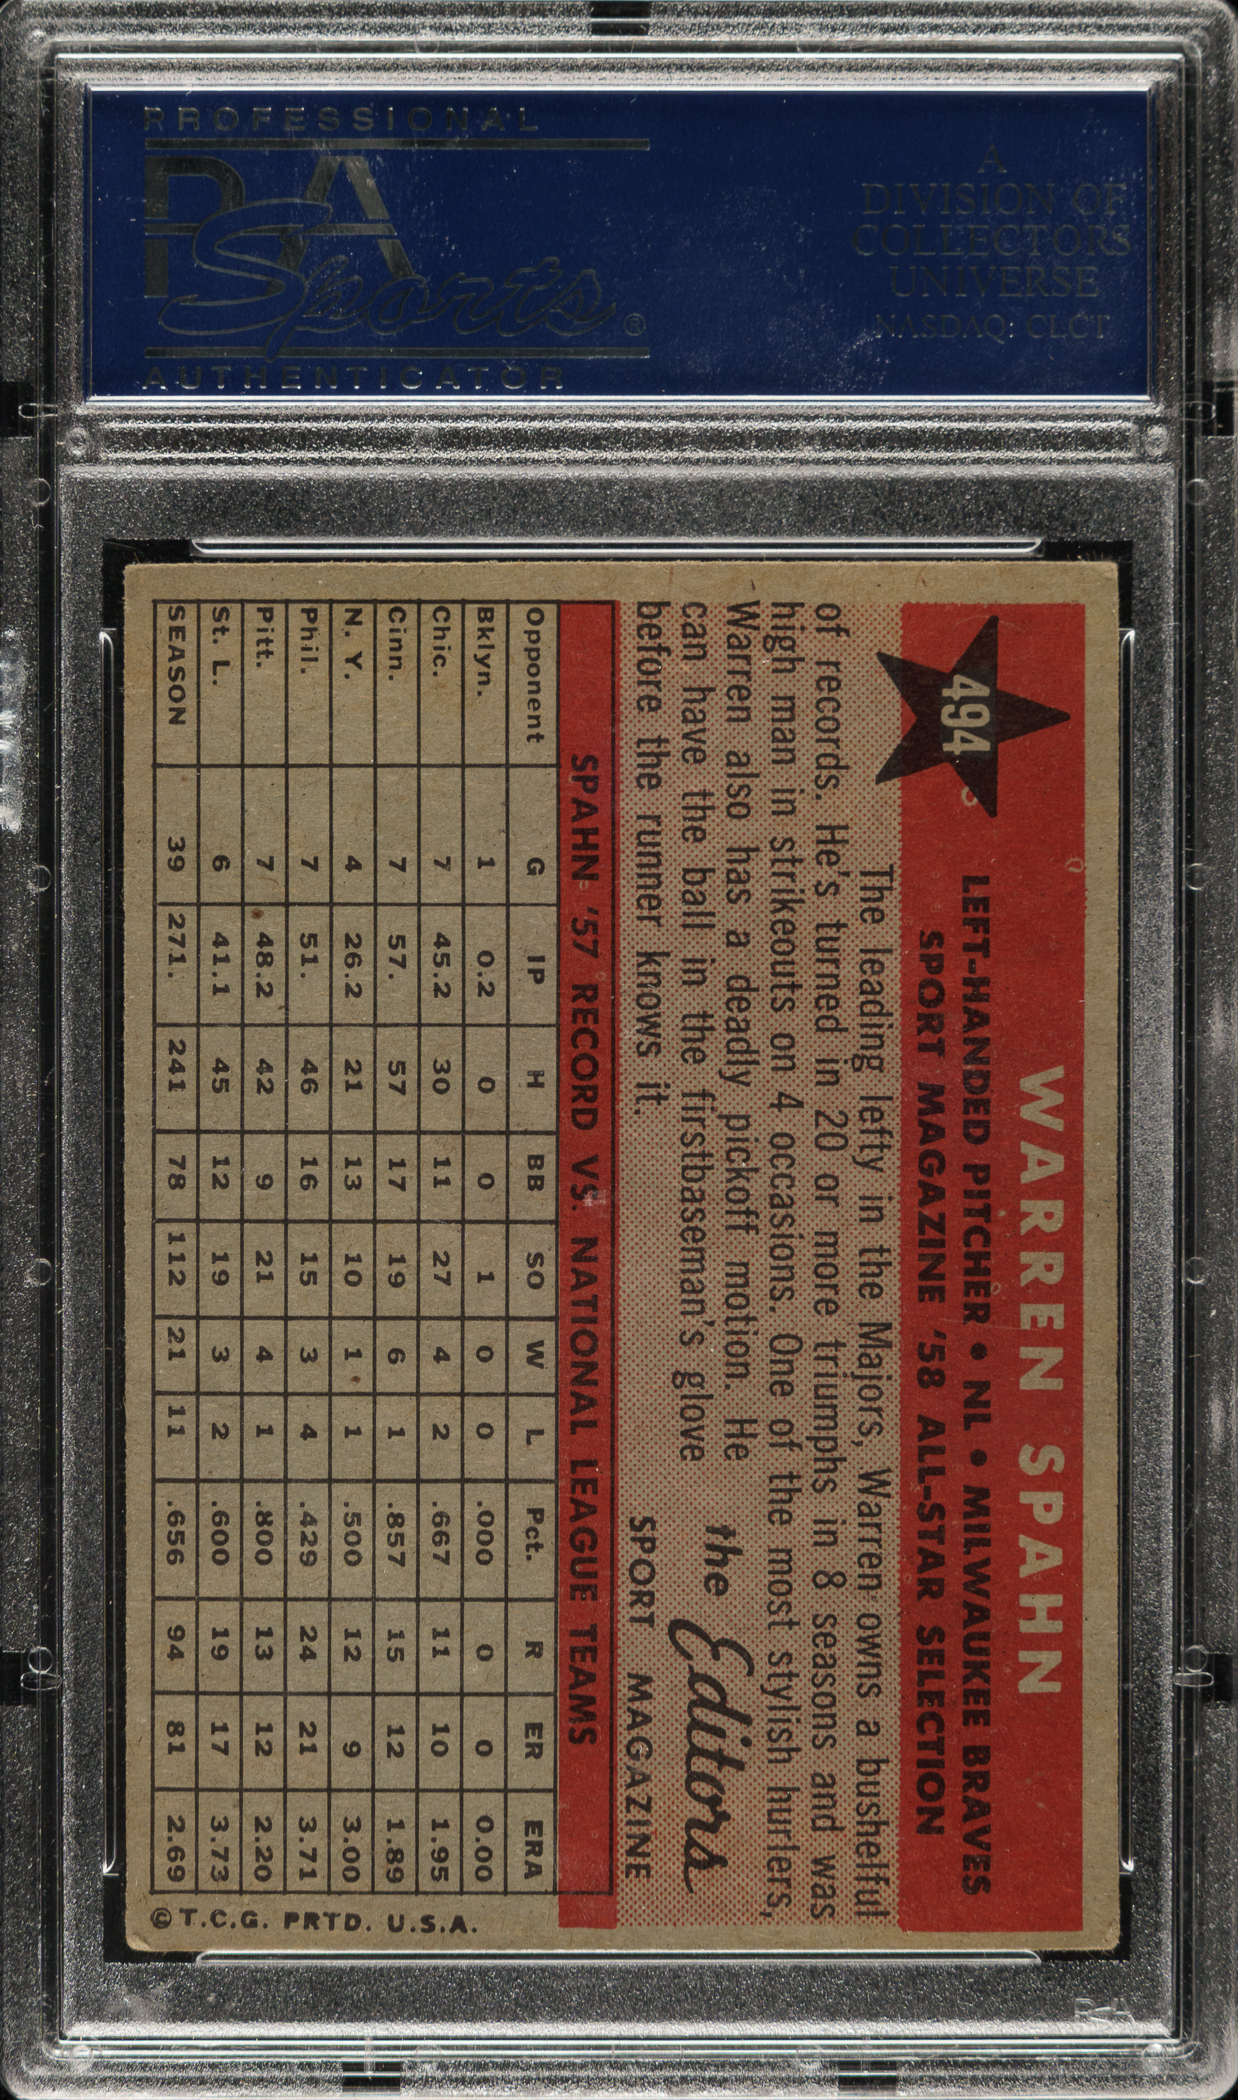 PROFESSIONAL
PSA
Sports®
AUTHENTICATOR
A
DIVISION OF
COLLECTORS
UNIVERSE
NASDAQ: CLCT
494
WARREN SPAHN
LEFT-HANDED PITCHER • NL • MILWAUKEE BRAVES
SPORT MAGAZINE '58 ALL-STAR SELECTION
The leading lefty in the Majors, Warren owns a bushelful
of records. He's turned in 20 or more triumphs in 8 seasons and was
high man in strikeouts on 4 occasions. One of the most stylish hurlers,
Warren also has a deadly pickoff motion. He
can have the ball in the firstbaseman's glove
before the runner knows it.
the Editors
SPORT MAGAZINE
SPAHN '57 RECORD VS. NATIONAL LEAGUE TEAMS
Opponent G IP H BB SO W L Pct. R ER ERA
Bklyn. 1 0.2 0 0 1 0 0 .000 0 0 0.00
Chic. 7 45.2 30 11 27 4 2 .667 11 10 1.95
Cinn. 7 57. 57 17 19 6 1 .857 15 12 1.89
N. Y. 4 26.2 21 13 10 1 1 .500 12 9 3.00
Phil. 7 51. 46 16 15 3 4 .429 24 21 3.71
Pitt. 7 48.2 42 9 21 4 1 .800 13 12 2.20
St. L. 6 41.1 45 12 19 3 2 .600 19 17 3.73
SEASON 39 271. 241 78 112 21 11 .656 94 81 2.69
© T.C.G. PRTD. U.S.A.
PSA